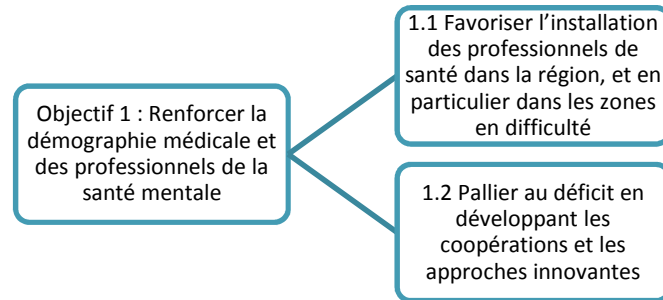 Objectif 1 : Renforcer la
démographie médicale et
des professionnels de la
santé mentale
1.1 Favoriser l’installation
des professionnels de
santé dans la région, et en
particulier dans les zones
en difficulté
1.2 Pallier au déficit en
développant les
coopérations et les
approches innovantes